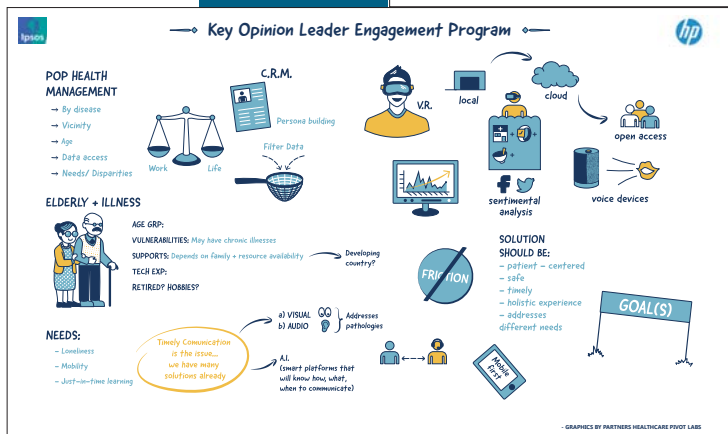 Ipsos
Key Opinion Leader Engagement Program
hp
POP HEALTH
MANAGEMENT
→ By disease
→ Vicinity
→ Age
→ Data access
→ Needs/ Disparities
C.R.M.
Persona building
Work
Life
Filter Data
V.R.
local
cloud
open access
sentimental
analysis
voice devices
ELDERLY + ILLNESS
AGE GRP:
VULNERABILITIES: May have chronic illnesses
SUPPORTS: Depends on family + resource availability
Developing
country?
TECH EXP:
RETIRED? HOBBIES?
FRICTION
SOLUTION
SHOULD BE:
– patient – centered
– safe
– timely
– holistic experience
– addresses
different needs
GOAL(S)
NEEDS:
– Loneliness
– Mobility
– Just-in-time learning
Timely Comunication
is the issue...
we have many
solutions already
a) VISUAL
b) AUDIO
Addresses
pathologies
A.I.
(smart platforms that
will know how, what,
when to communicate)
Mobile
first
- GRAPHICS BY PARTNERS HEALTHCARE PIVOT LABS